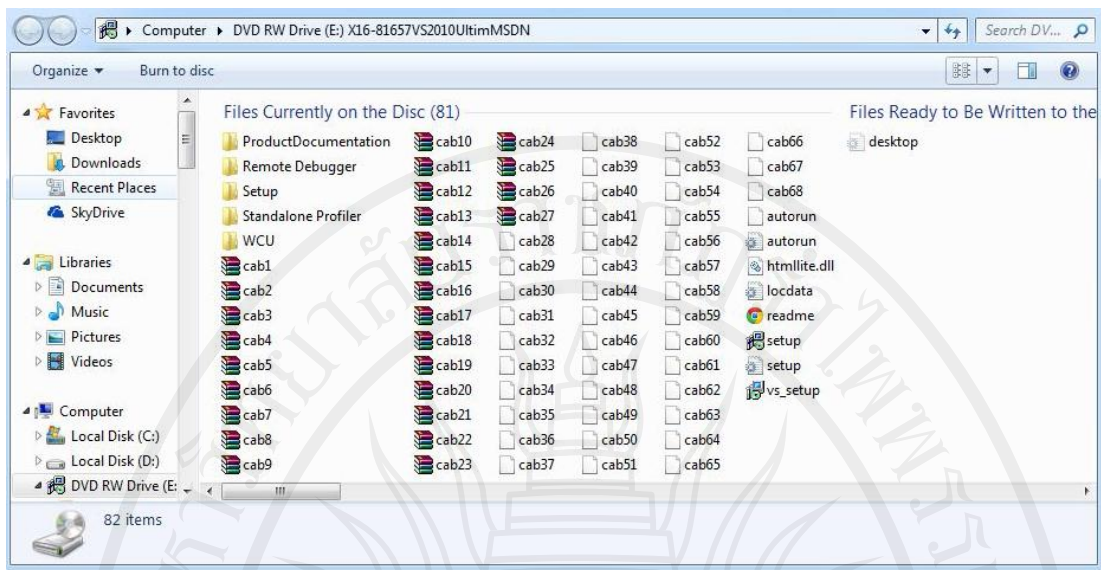 Computer ▸ DVD RW Drive (E:) X16-81657VS2010UltimMSDN
Search DV...
Organize Burn to disc
Favorites
Desktop
Downloads
Recent Places
SkyDrive
Libraries
Documents
Music
Pictures
Videos
Computer
Local Disk (C:)
Local Disk (D:)
DVD RW Drive (E:
Files Currently on the Disc (81)
ProductDocumentation
Remote Debugger
Setup
Standalone Profiler
WCU
cab1
cab2
cab3
cab4
cab5
cab6
cab7
cab8
cab9
cab10
cab11
cab12
cab13
cab14
cab15
cab16
cab17
cab18
cab19
cab20
cab21
cab22
cab23
cab24
cab25
cab26
cab27
cab28
cab29
cab30
cab31
cab32
cab33
cab34
cab35
cab36
cab37
cab38
cab39
cab40
cab41
cab42
cab43
cab44
cab45
cab46
cab47
cab48
cab49
cab50
cab51
cab52
cab53
cab54
cab55
cab56
cab57
cab58
cab59
cab60
cab61
cab62
cab63
cab64
cab65
cab66
cab67
cab68
autorun
autorun
htmllite.dll
locdata
readme
setup
setup
vs_setup
Files Ready to Be Written to the
desktop
82 items